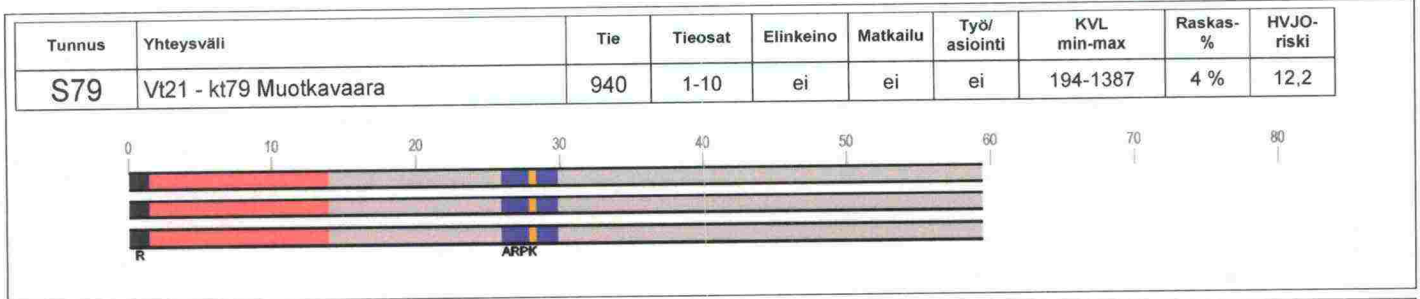 Tunnus Yhteysväli Tie Tieosat Elinkeino Matkailu Työ/ asiointi KVL min-max Raskas- % HVJO- riski
S79 Vt21 - kt79 Muotkavaara 940 1-10 ei ei ei 194-1387 4 % 12,2
0 10 20 30 40 50 60 70 80
R ARPK